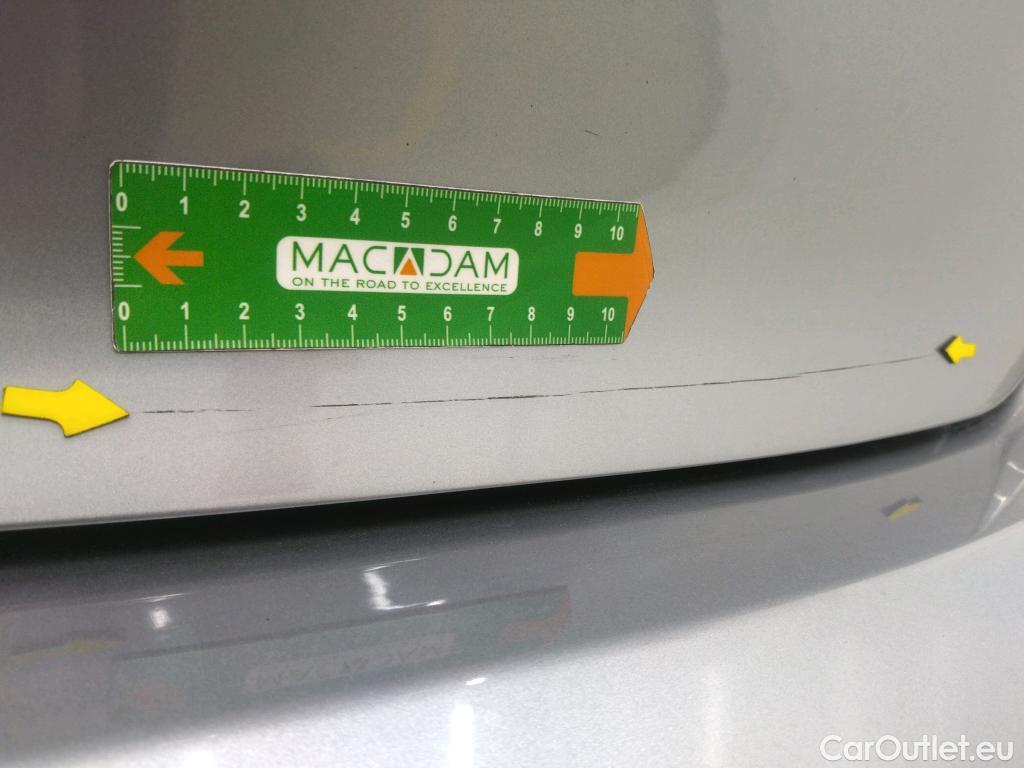 0 1 2 3 4 5 6 7 8 9 10
MACADAM
ON THE ROAD TO EXCELLENCE
0 1 2 3 4 5 6 7 8 9 10
MACADAM
CarOutlet.eu